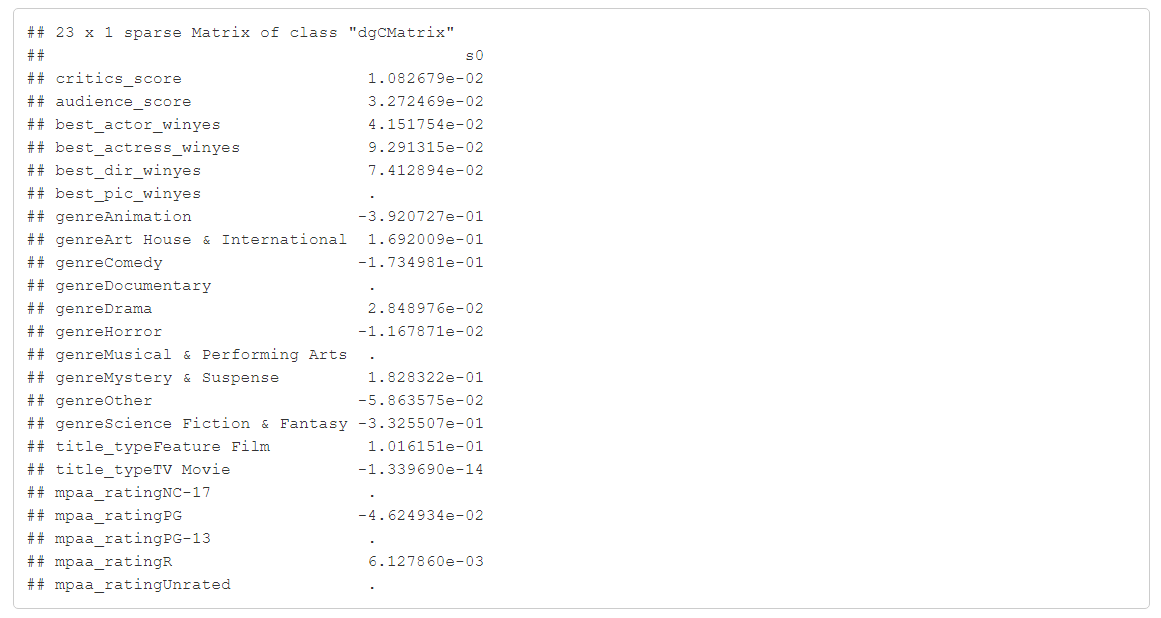 ## 23 x 1 sparse Matrix of class "dgCMatrix"
##                                           s0
## critics_score                   1.082679e-02
## audience_score                  3.272469e-02
## best_actor_winyes               4.151754e-02
## best_actress_winyes             9.291315e-02
## best_dir_winyes                 7.412894e-02
## best_pic_winyes                 .
## genreAnimation                 -3.920727e-01
## genreArt House & International  1.692009e-01
## genreComedy                    -1.734981e-01
## genreDocumentary                .
## genreDrama                      2.848976e-02
## genreHorror                    -1.167871e-02
## genreMusical & Performing Arts  .
## genreMystery & Suspense         1.828322e-01
## genreOther                     -5.863575e-02
## genreScience Fiction & Fantasy -3.325507e-01
## title_typeFeature Film          1.016151e-01
## title_typeTV Movie             -1.339690e-14
## mpaa_ratingNC-17                .
## mpaa_ratingPG                  -4.624934e-02
## mpaa_ratingPG-13                .
## mpaa_ratingR                    6.127860e-03
## mpaa_ratingUnrated              .